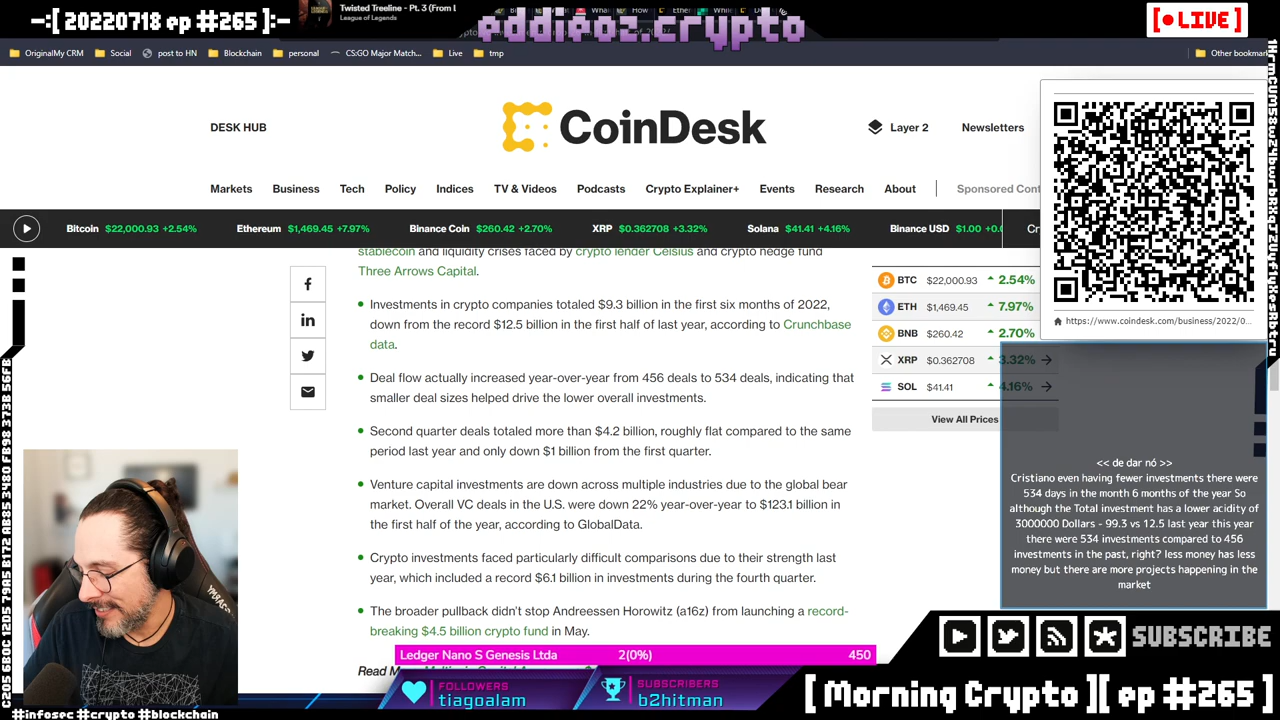 -:[ 20220718 ep #265 ]:-
Twisted Treeline - Pt. 3 (From L
League of Legends
eddieoz.crypto
[ • LIVE ]
OriginalMy CRM
Social
post to HN
Blockchain
personal
CS:GO Major Match...
Live
tmp
Other bookmar
DESK HUB
CoinDesk
Layer 2
Newsletters
Markets
Business
Tech
Policy
Indices
TV & Videos
Podcasts
Crypto Explainer+
Events
Research
About
Sponsored Cont
Bitcoin $22,000.93 +2.54%
Ethereum $1,469.45 +7.97%
Binance Coin $260.42 +2.70%
XRP $0.362708 +3.32%
Solana $41.41 +4.16%
Binance USD $1.00 +0.0
Cr
stablecoin and liquidity crises faced by crypto lender Celsius and crypto hedge fund
Three Arrows Capital.
Investments in crypto companies totaled $9.3 billion in the first six months of 2022,
down from the record $12.5 billion in the first half of last year, according to Crunchbase
data.
Deal flow actually increased year-over-year from 456 deals to 534 deals, indicating that
smaller deal sizes helped drive the lower overall investments.
Second quarter deals totaled more than $4.2 billion, roughly flat compared to the same
period last year and only down $1 billion from the first quarter.
Venture capital investments are down across multiple industries due to the global bear
market. Overall VC deals in the U.S. were down 22% year-over-year to $123.1 billion in
the first half of the year, according to GlobalData.
Crypto investments faced particularly difficult comparisons due to their strength last
year, which included a record $6.1 billion in investments during the fourth quarter.
The broader pullback didn't stop Andreessen Horowitz (a16z) from launching a record-
breaking $4.5 billion crypto fund in May.
BTC $22,000.93 2.54%
ETH $1,469.45 7.97%
BNB $260.42 2.70%
XRP $0.362708 3.32%
SOL $41.41 4.16%
View All Prices
https://www.coindesk.com/business/2022/0...
<< de dar nó >>
Cristiano even having fewer investments there were
534 days in the month 6 months of the year So
although the Total investment has a lower acidity of
3000000 Dollars - 99.3 vs 12.5 last year this year
there were 534 investments compared to 456
investments in the past, right? less money has less
money but there are more projects happening in the
market
Ledger Nano S Genesis Ltda 2(0%) 450
FOLLOWERS
tiagoalam
SUBSCRIBERS
b2hitman
SUBSCRIBE
[ Morning Crypto ][ ep #265 ]
#infosec #crypto #blockchain